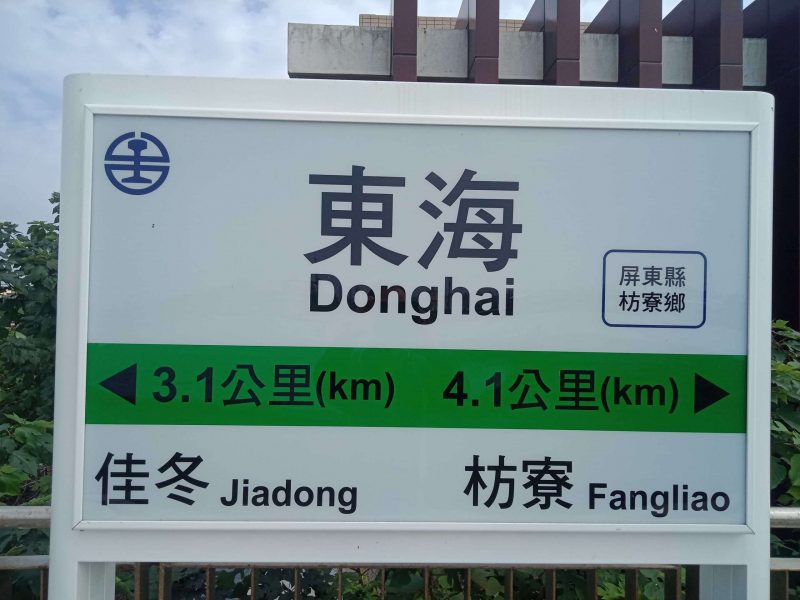 東海
Donghai
屏東縣
枋寮鄉
3.1公里(km) 4.1公里(km)
佳冬 Jiadong 枋寮 Fangliao